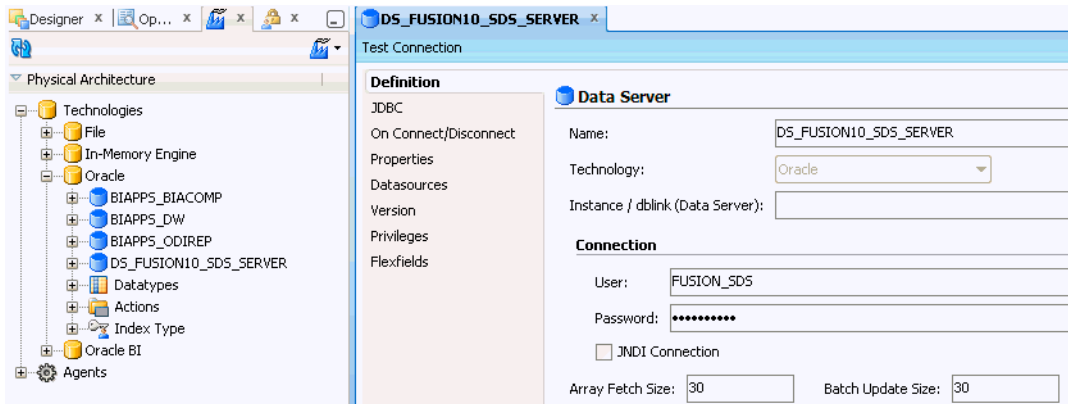 Designer x Op... x x x
Physical Architecture
Technologies
File
In-Memory Engine
Oracle
BIAPPS_BIACOMP
BIAPPS_DW
BIAPPS_ODIREP
DS_FUSION10_SDS_SERVER
Datatypes
Actions
Index Type
Oracle BI
Agents
DS_FUSION10_SDS_SERVER x
Test Connection
Definition
JDBC
On Connect/Disconnect
Properties
Datasources
Version
Privileges
Flexfields
Data Server
Name: DS_FUSION10_SDS_SERVER
Technology: Oracle
Instance / dblink (Data Server):
Connection
User: FUSION_SDS
Password: ••••••••••
JNDI Connection
Array Fetch Size: 30 Batch Update Size: 30